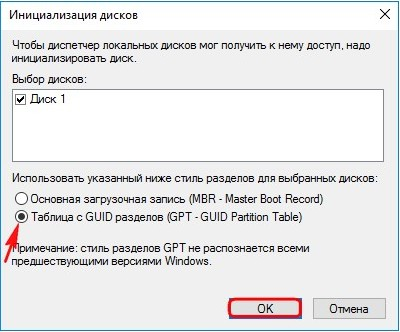 Инициализация дисков
Чтобы диспетчер локальных дисков мог получить к нему доступ, надо
инициализировать диск.
Выбор дисков:
Диск 1
Использовать указанный ниже стиль разделов для выбранных дисков:
Основная загрузочная запись (MBR - Master Boot Record)
Таблица с GUID разделов (GPT - GUID Partition Table)
Примечание: стиль разделов GPT не распознается всеми
предшествующими версиями Windows.
ОК
Отмена